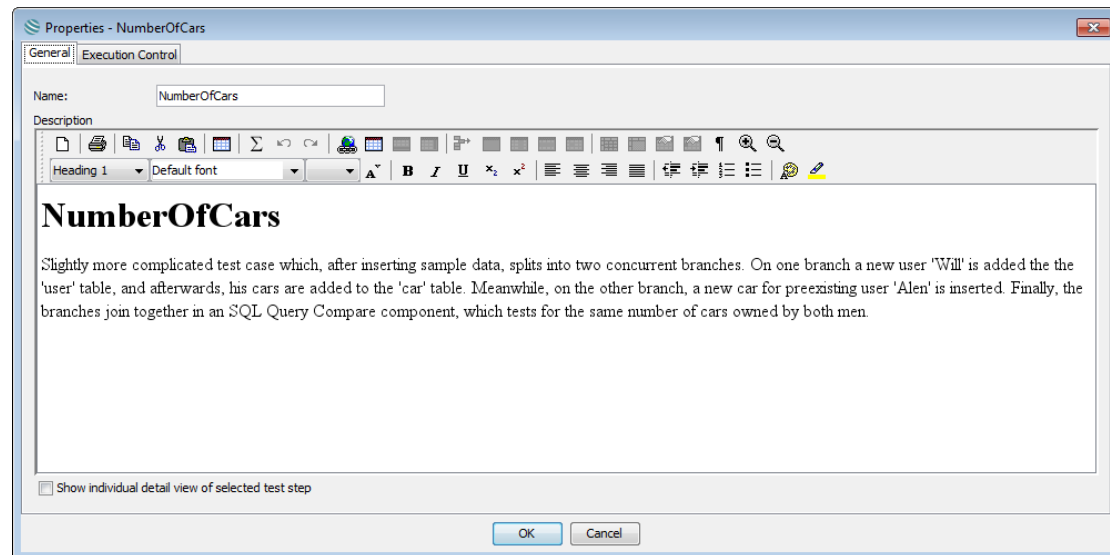 Properties - NumberOfCars
General Execution Control
Name: NumberOfCars
Description
Heading 1 Default font A B I U x₂ x²
NumberOfCars
Slightly more complicated test case which, after inserting sample data, splits into two concurrent branches. On one branch a new user 'Will' is added the the
'user' table, and afterwards, his cars are added to the 'car' table. Meanwhile, on the other branch, a new car for preexisting user 'Alen' is inserted. Finally, the
branches join together in an SQL Query Compare component, which tests for the same number of cars owned by both men.
Show individual detail view of selected test step
OK Cancel